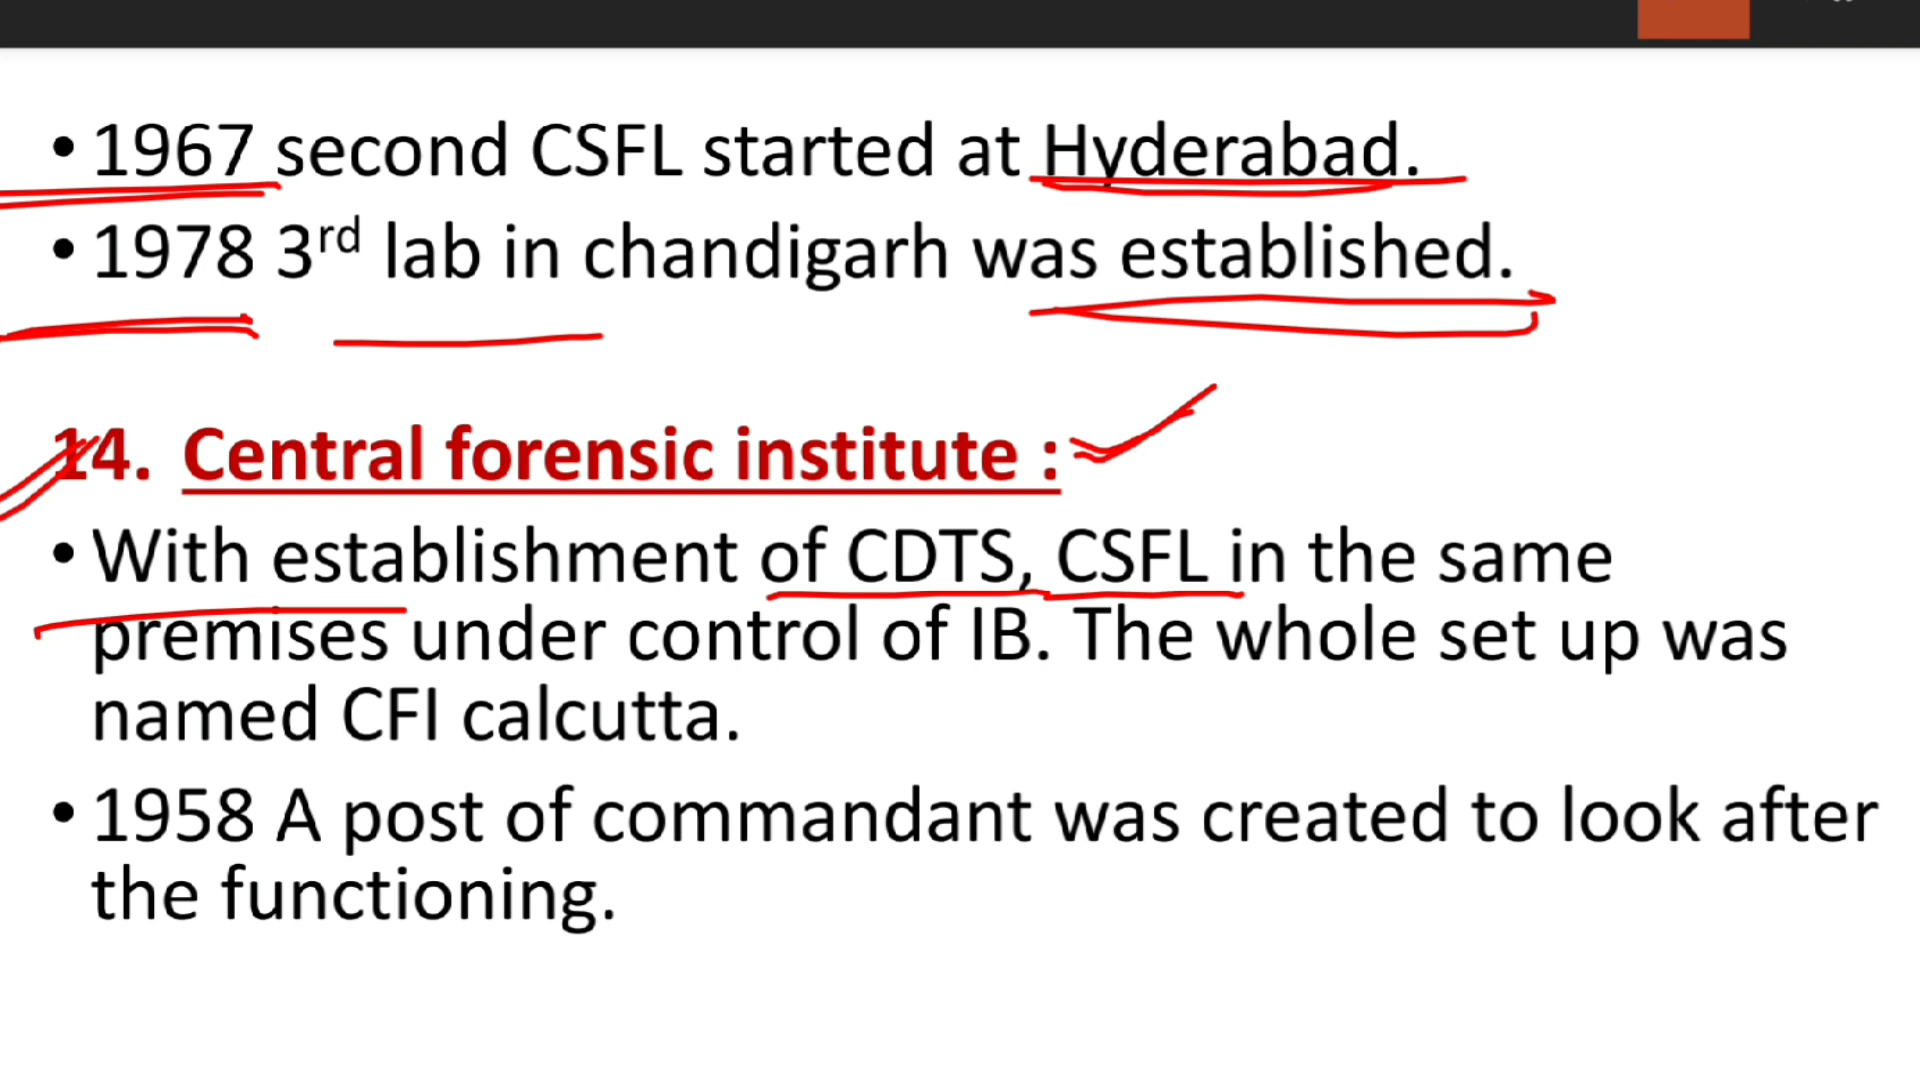 • 1967 second CSFL started at Hyderabad.
• 1978 3rd lab in chandigarh was established.
14. Central forensic institute :
• With establishment of CDTS, CSFL in the same
premises under control of IB. The whole set up was
named CFI calcutta.
• 1958 A post of commandant was created to look after
the functioning.